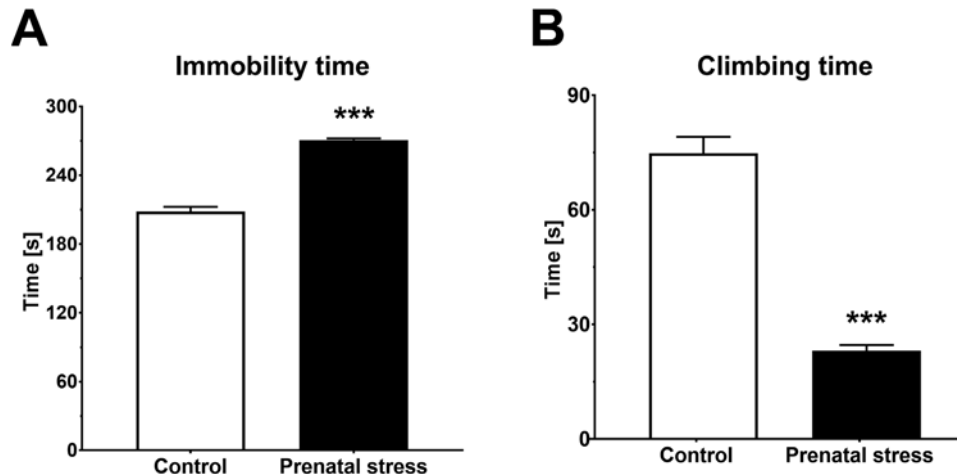 A
Immobility time
Time [s]
300
240
180
120
60
0
***
Control Prenatal stress
B
Climbing time
Time [s]
90
60
30
0
***
Control Prenatal stress